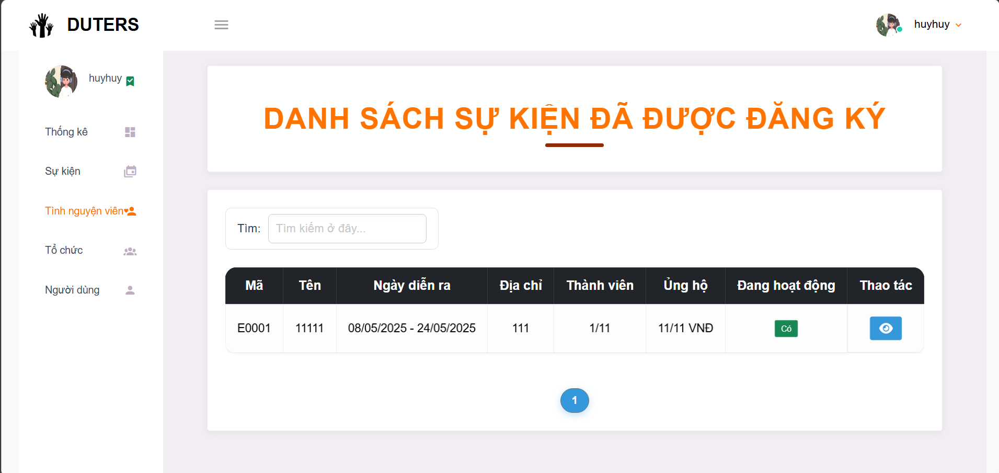 DUTERS
huyhuy
huyhuy
Thống kê
Sự kiện
Tình nguyện viên
Tổ chức
Người dùng
DANH SÁCH SỰ KIỆN ĐÃ ĐƯỢC ĐĂNG KÝ
Tìm: Tìm kiếm ở đây...
Mã Tên Ngày diễn ra Địa chỉ Thành viên Ủng hộ Đang hoạt động Thao tác
E0001 11111 08/05/2025 - 24/05/2025 111 1/11 11/11 VNĐ Có
1